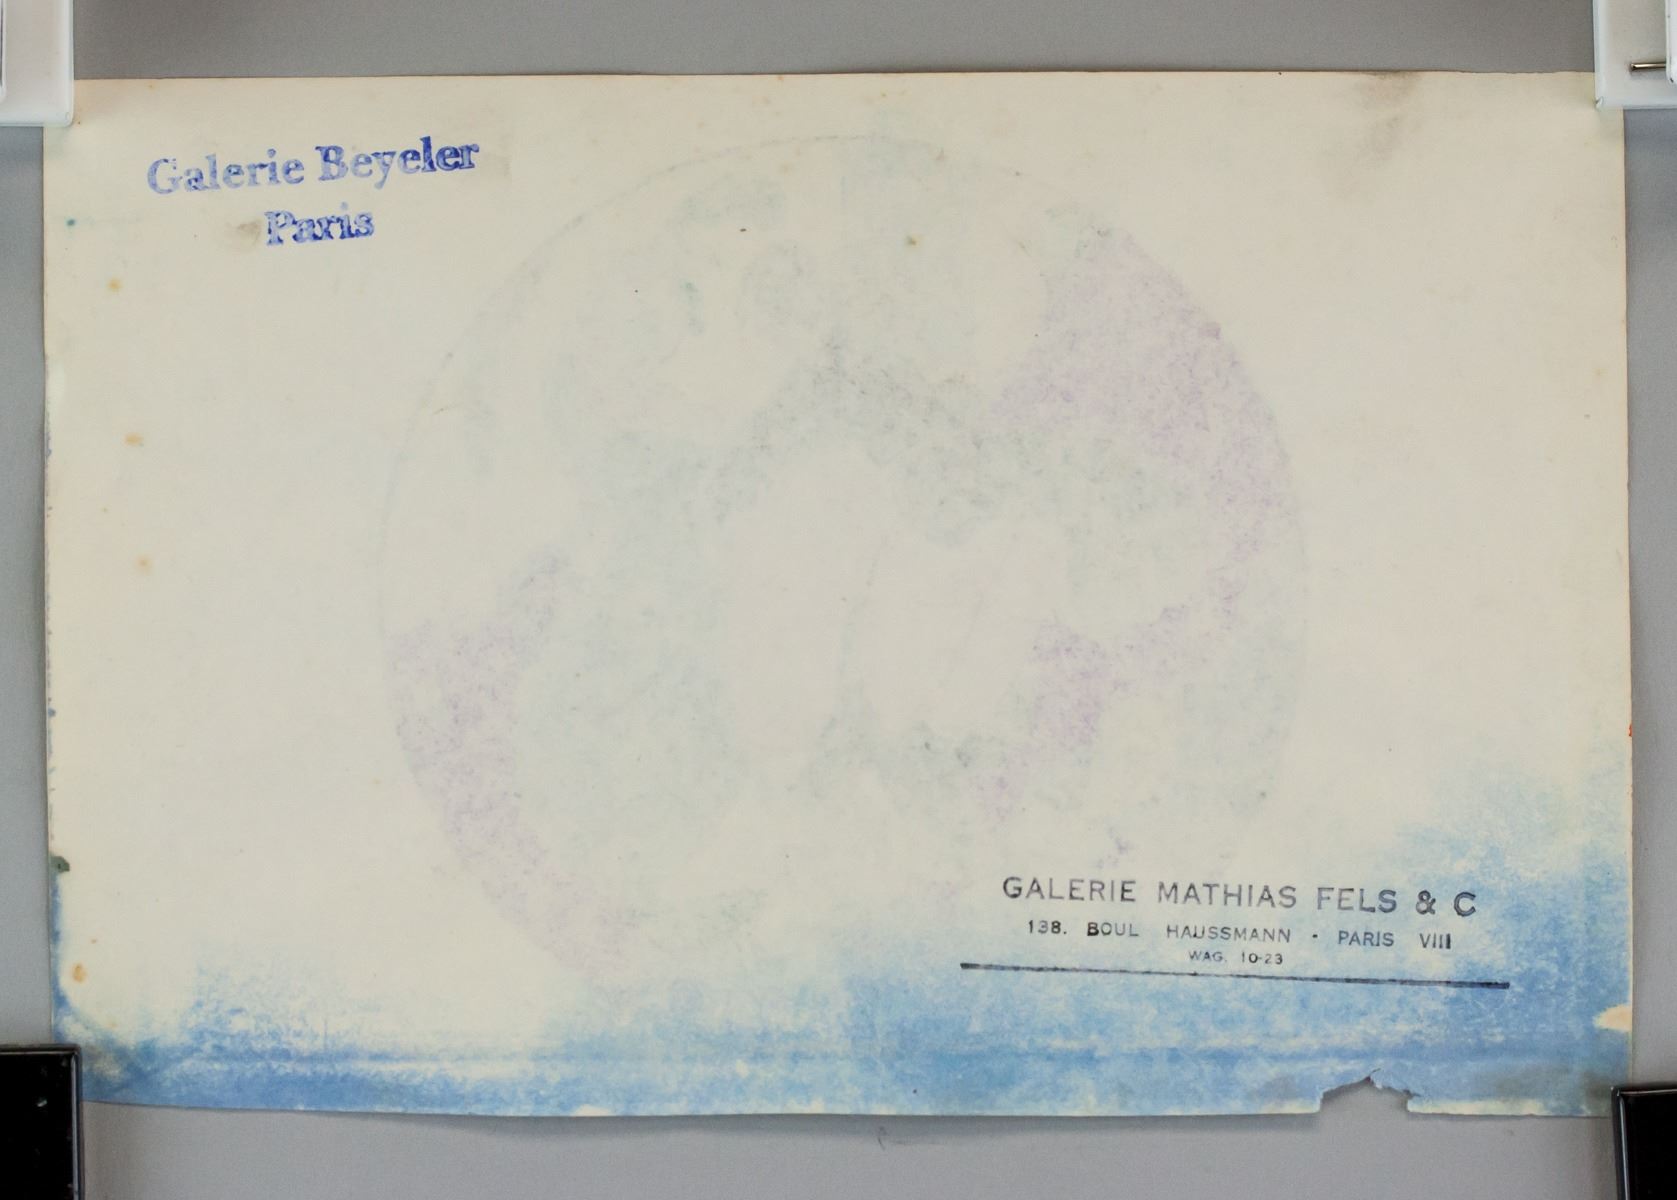 Galerie Beyeler
Paris
GALERIE MATHIAS FELS & C
138. BOUL HAUSSMANN - PARIS VIII
WAG. 10-23